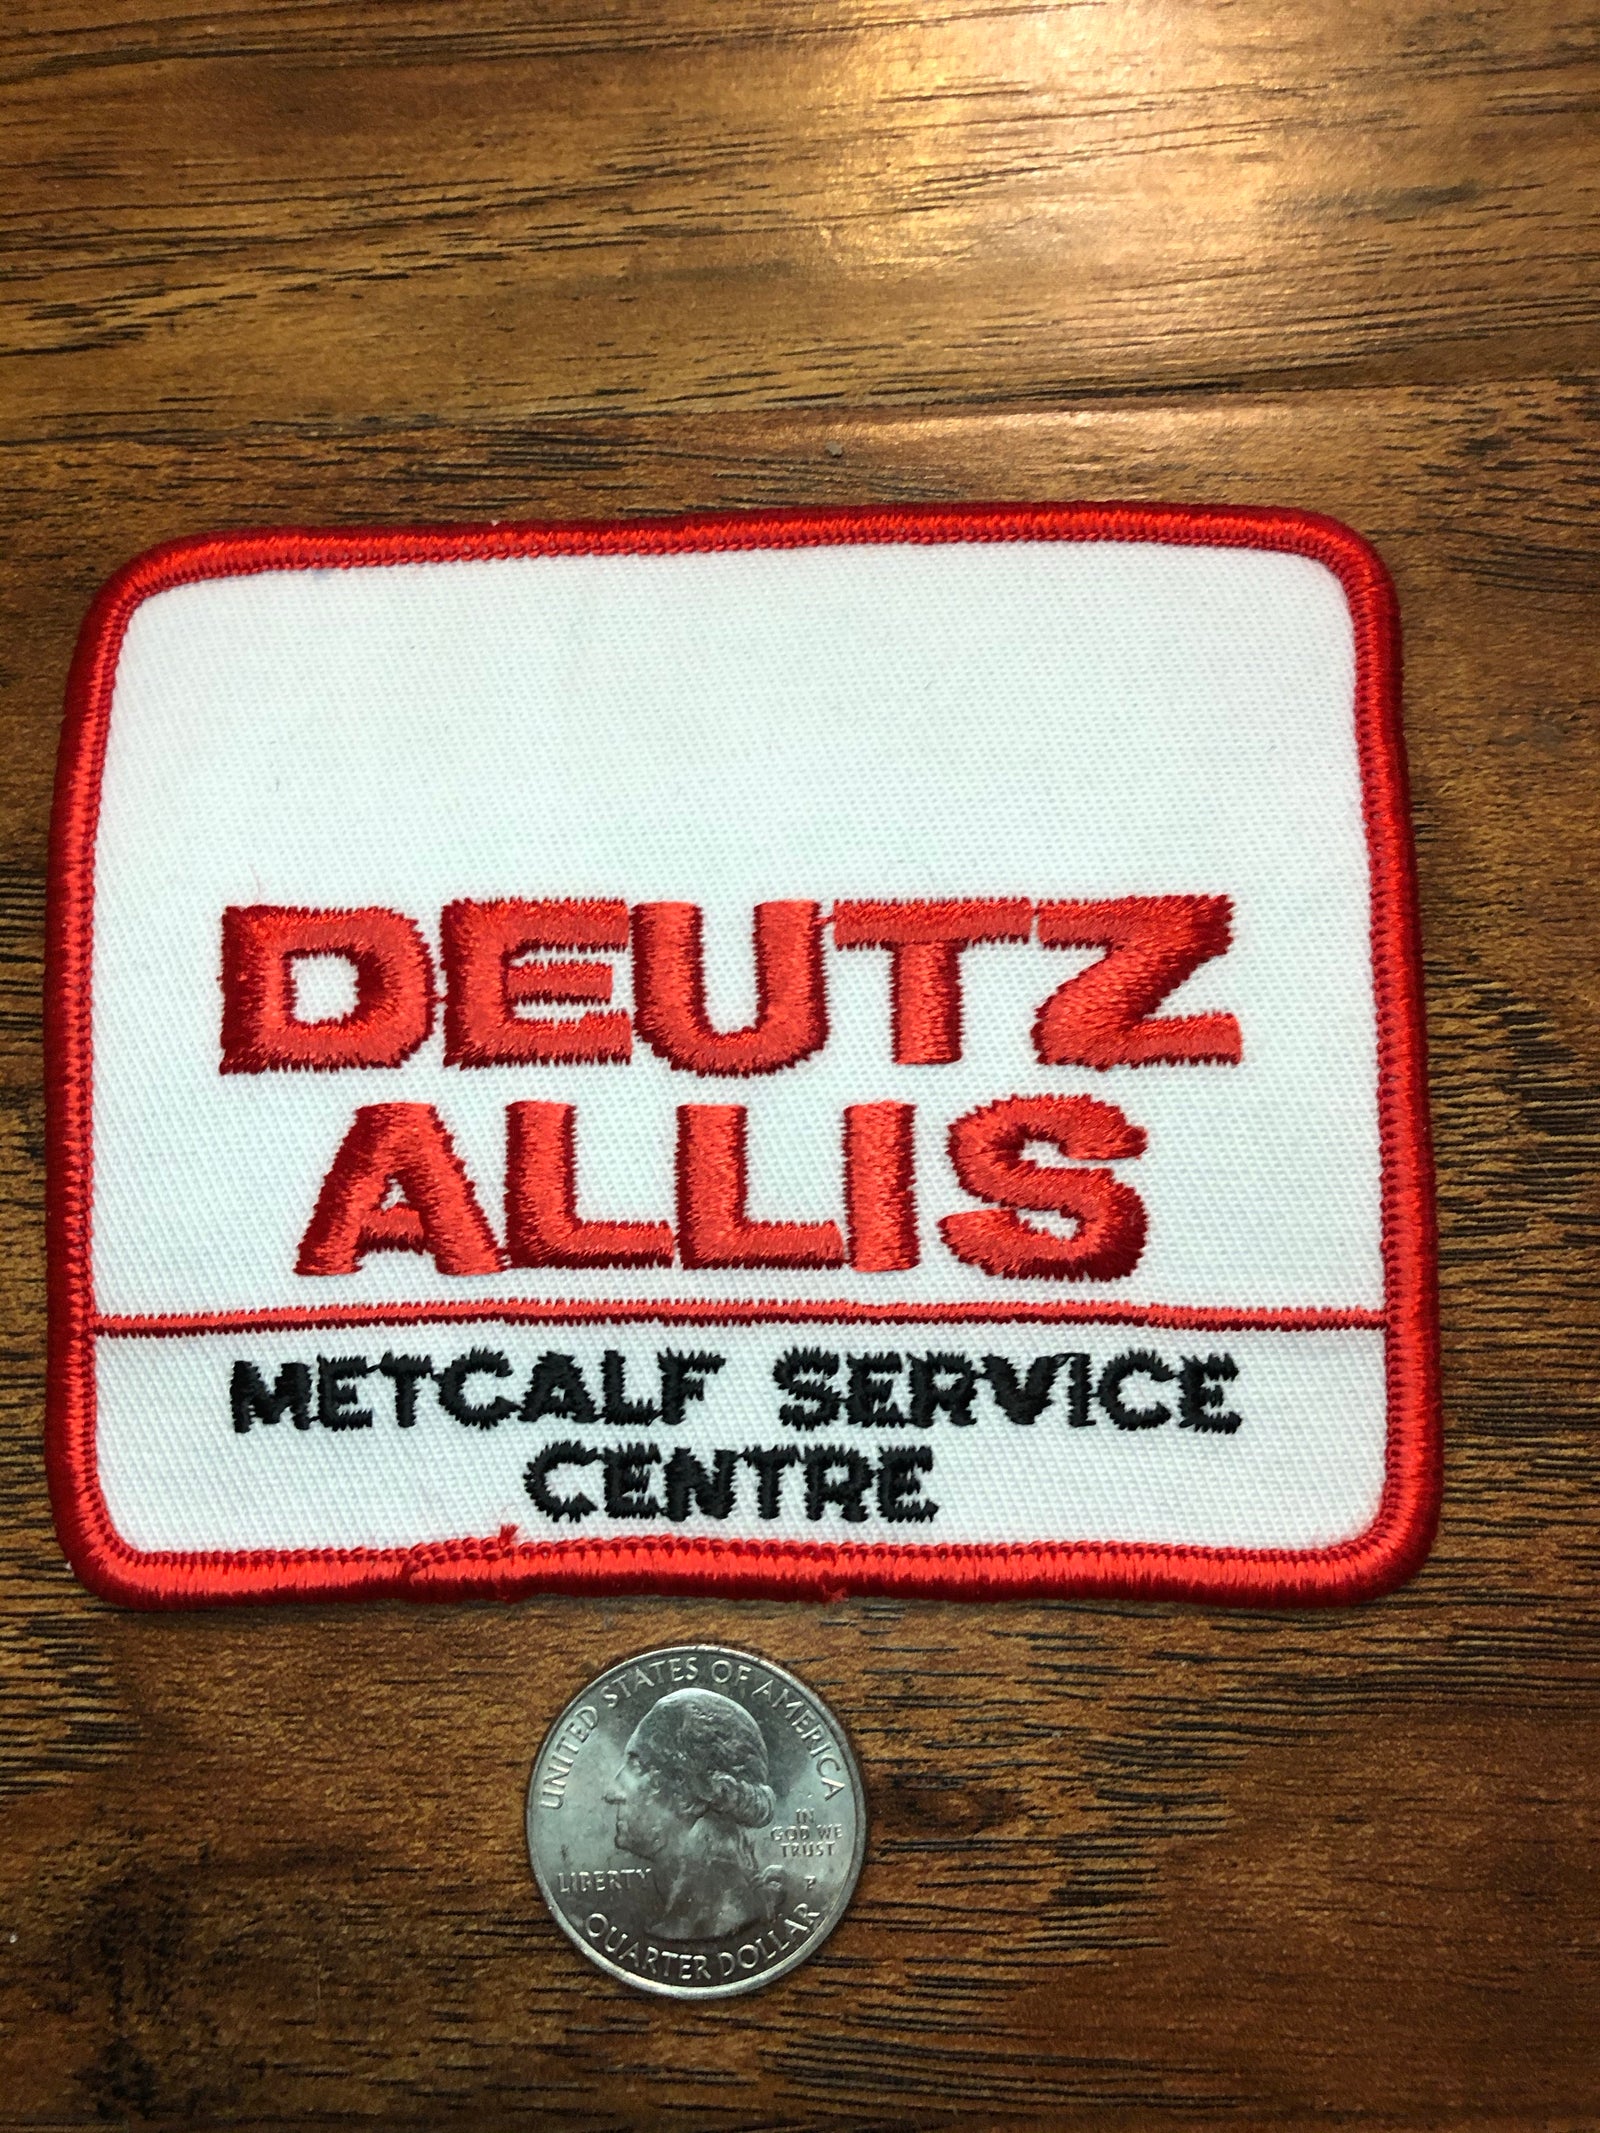 DEUTZ
ALLIS
METCALF SERVICE
CENTRE
UNITED STATES OF AMERICA
IN
GOD WE
TRUST
LIBERTY
P
QUARTER DOLLAR